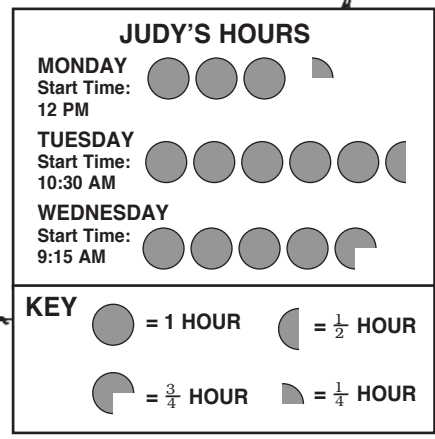 JUDY'S HOURS
MONDAY
Start Time:
12 PM
TUESDAY
Start Time:
10:30 AM
WEDNESDAY
Start Time:
9:15 AM
KEY
= 1 HOUR
= 1/2 HOUR
= 3/4 HOUR
= 1/4 HOUR